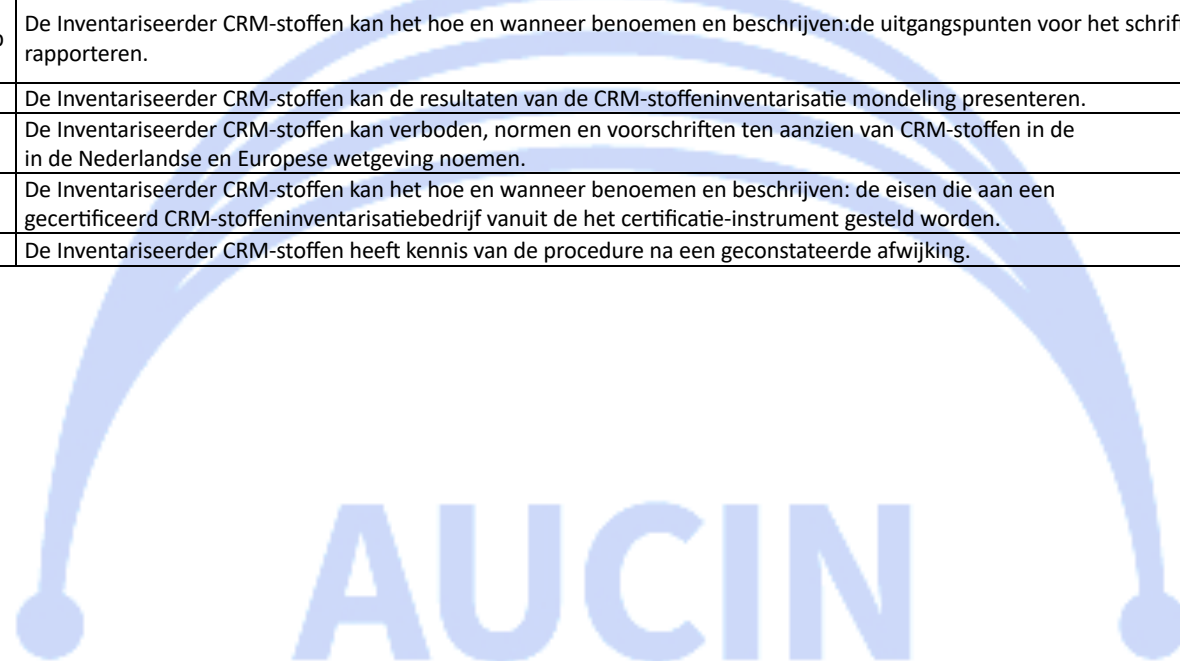 De Inventariseerder CRM-stoffen kan het hoe en wanneer benoemen en beschrijven:de uitgangspunten voor het
rapporteren.
De Inventariseerder CRM-stoffen kan de resultaten van de CRM-stoffeninventarisatie mondeling presenteren.
De Inventariseerder CRM-stoffen kan verboden, normen en voorschriften ten aanzien van CRM-stoffen in de
in de Nederlandse en Europese wetgeving noemen.
De Inventariseerder CRM-stoffen kan het hoe en wanneer benoemen en beschrijven: de eisen die aan een
gecertificeerd CRM-stoffeninventarisatiebedrijf vanuit de het certificatie-instrument gesteld worden.
De Inventariseerder CRM-stoffen heeft kennis van de procedure na een geconstateerde afwijking.
AUCIN